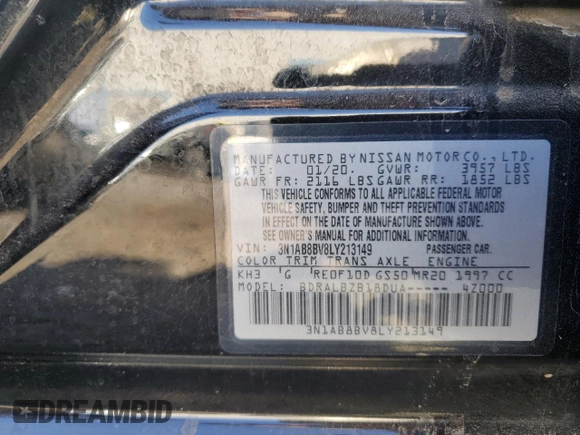 MANUFACTURED BY NISSAN MOTOR CO., LTD.
DATE: 01/20. GVWR: 3957 LBS
GAWR FR: 2116 LBS GAWR RR: 1852 LBS
THIS VEHICLE CONFORMS TO ALL APPLICABLE FEDERAL MOTOR
VEHICLE SAFETY, BUMPER AND THEFT PREVENTION STANDARDS
IN EFFECT ON THE DATE OF MANUFACTURE SHOWN ABOVE.
SEE OWNER'S MANUAL FOR ADDITIONAL INFORMATION.
VIN: 3N1AB8BV8LY213149 PASSENGER CAR.
COLOR TRIM TRANS AXLE ENGINE
KH3 G RE0F10D GS50 MR20 1997 CC
MODEL: BDRALBZB18DUA----- 4Z000
3N1AB8BV8LY213149
DREAMBID